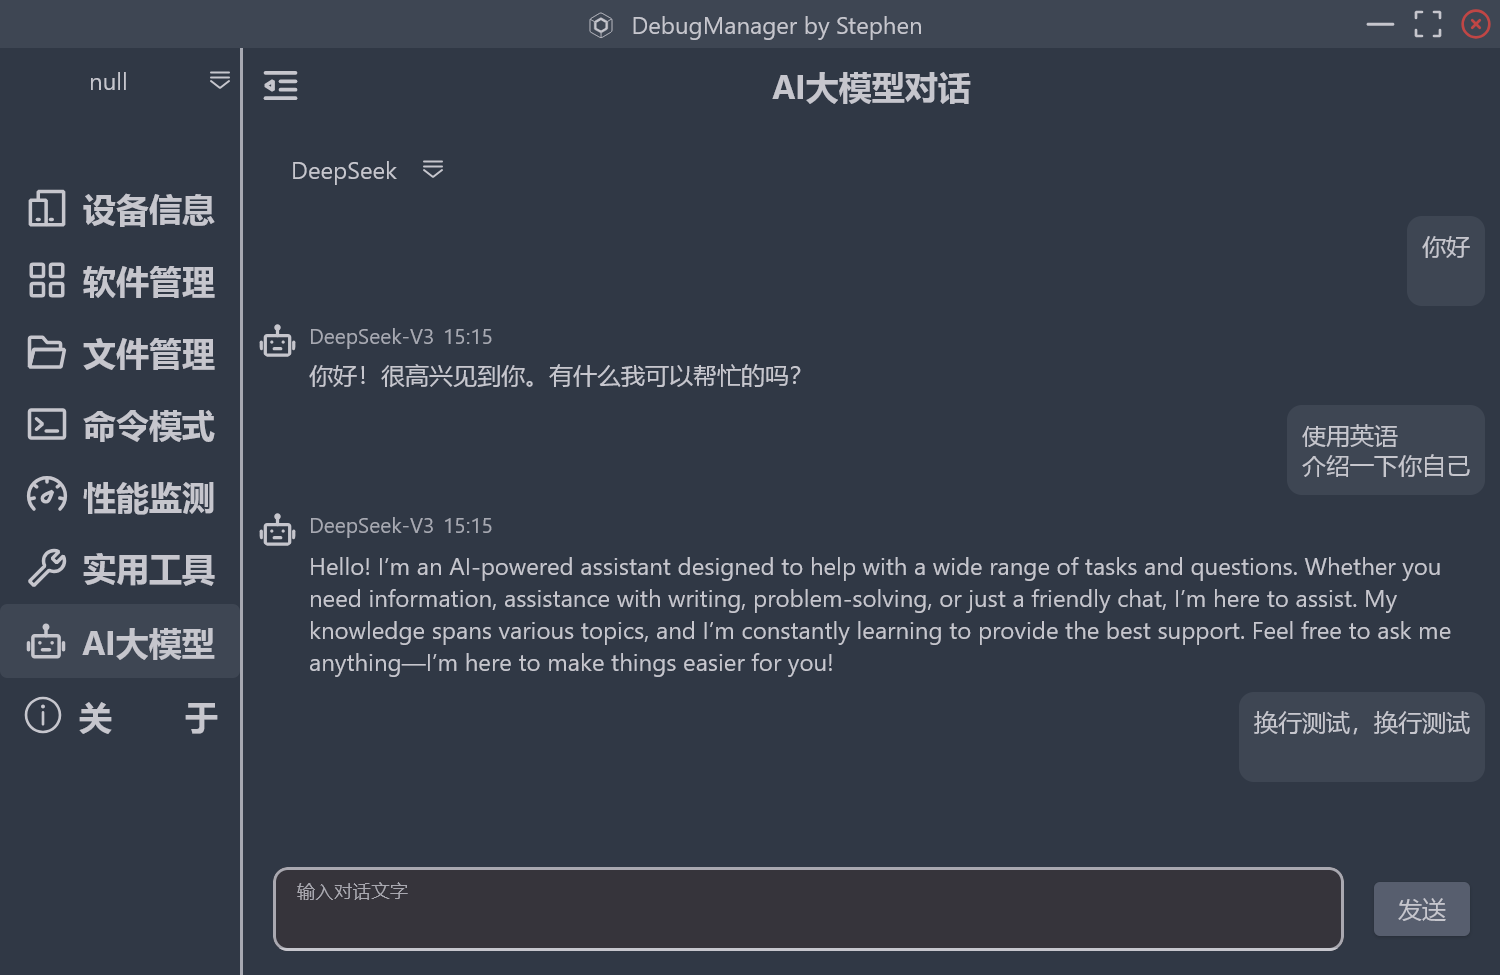 DebugManager by Stephen
null
设备信息
软件管理
文件管理
命令模式
性能监测
实用工具
AI大模型
关 于
AI大模型对话
DeepSeek
你好
DeepSeek-V3 15:15
你好！很高兴见到你。有什么我可以帮忙的吗？
使用英语
介绍一下你自己
DeepSeek-V3 15:15
Hello! I’m an AI-powered assistant designed to help with a wide range of tasks and questions. Whether you
need information, assistance with writing, problem-solving, or just a friendly chat, I’m here to assist. My
knowledge spans various topics, and I’m constantly learning to provide the best support. Feel free to ask me
anything—I’m here to make things easier for you!
换行测试，换行测试
输入对话文字
发送